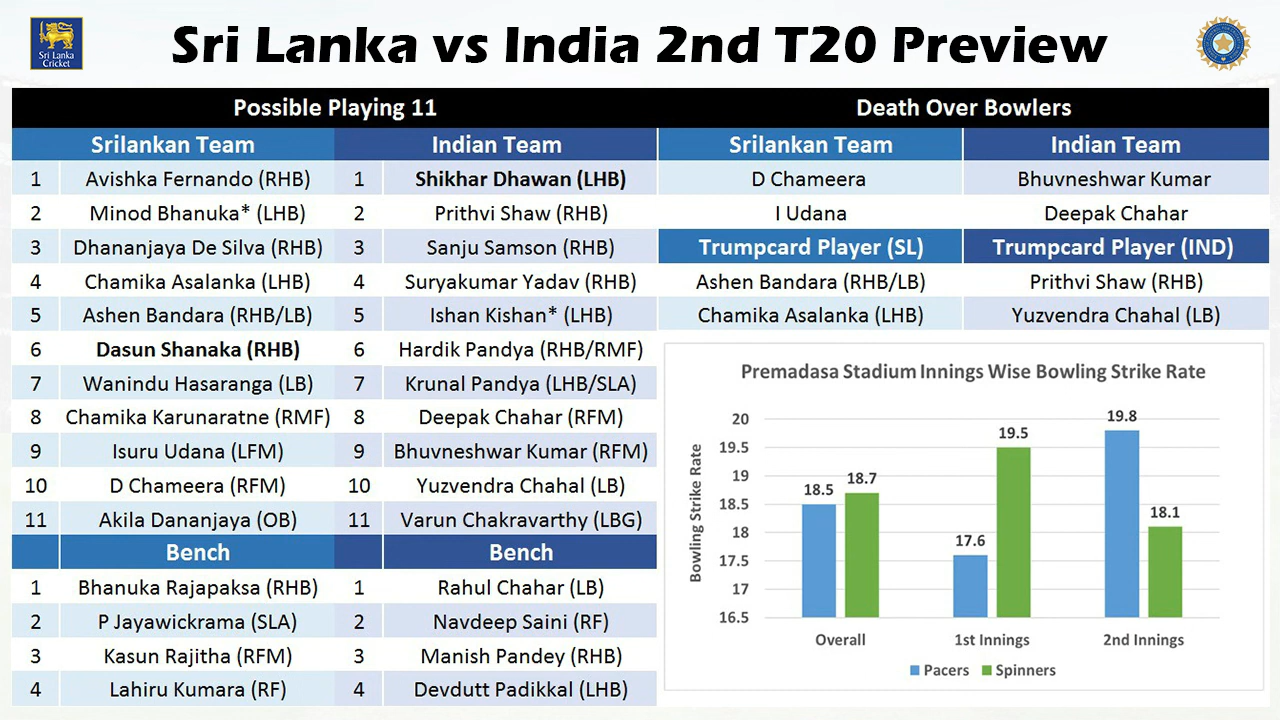 Sri Lanka
Cricket
Sri Lanka vs India 2nd T20 Preview
Possible Playing 11
Srilankan Team Indian Team
1 Avishka Fernando (RHB) 1 Shikhar Dhawan (LHB)
2 Minod Bhanuka* (LHB) 2 Prithvi Shaw (RHB)
3 Dhananjaya De Silva (RHB) 3 Sanju Samson (RHB)
4 Chamika Asalanka (LHB) 4 Suryakumar Yadav (RHB)
5 Ashen Bandara (RHB/LB) 5 Ishan Kishan* (LHB)
6 Dasun Shanaka (RHB) 6 Hardik Pandya (RHB/RMF)
7 Wanindu Hasaranga (LB) 7 Krunal Pandya (LHB/SLA)
8 Chamika Karunaratne (RMF) 8 Deepak Chahar (RFM)
9 Isuru Udana (LFM) 9 Bhuvneshwar Kumar (RFM)
10 D Chameera (RFM) 10 Yuzvendra Chahal (LB)
11 Akila Dananjaya (OB) 11 Varun Chakravarthy (LBG)
Bench Bench
1 Bhanuka Rajapaksa (RHB) 1 Rahul Chahar (LB)
2 P Jayawickrama (SLA) 2 Navdeep Saini (RF)
3 Kasun Rajitha (RFM) 3 Manish Pandey (RHB)
4 Lahiru Kumara (RF) 4 Devdutt Padikkal (LHB)
Death Over Bowlers
Srilankan Team Indian Team
D Chameera Bhuvneshwar Kumar
I Udana Deepak Chahar
Trumpcard Player (SL) Trumpcard Player (IND)
Ashen Bandara (RHB/LB) Prithvi Shaw (RHB)
Chamika Asalanka (LHB) Yuzvendra Chahal (LB)
Premadasa Stadium Innings Wise Bowling Strike Rate
Bowling Strike Rate
20
19.5
19
18.5
18
17.5
17
16.5
18.5 18.7
17.6 19.5
19.8 18.1
Overall 1st Innings 2nd Innings
Pacers Spinners